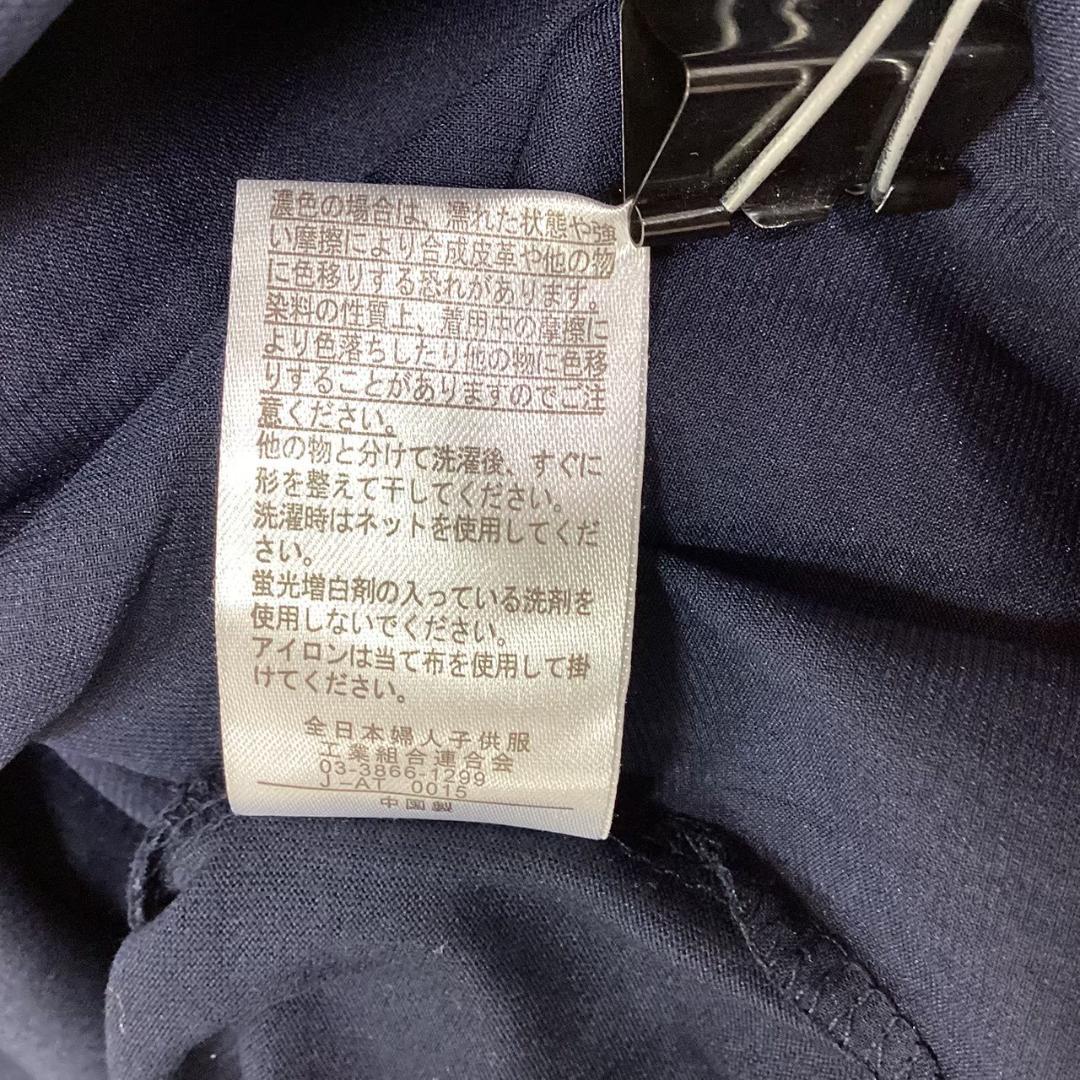 濃色の場合は、濡れた状態や強
い摩擦により合成皮革や他の物
に色移りする恐れがあります。
染料の性質上、着用中の摩擦に
より色落ちしたり他の物に色移
りすることがありますのでご注
意ください。
他の物と分けて洗濯後、すぐに
形を整えて干してください。
洗濯時はネットを使用してくだ
さい。
蛍光増白剤の入っている洗剤を
使用しないでください。
アイロンは当て布を使用して掛
けてください。
全日本婦人子供服
工業組合連合会
03-3866-1299
J-AT 0015
中国製